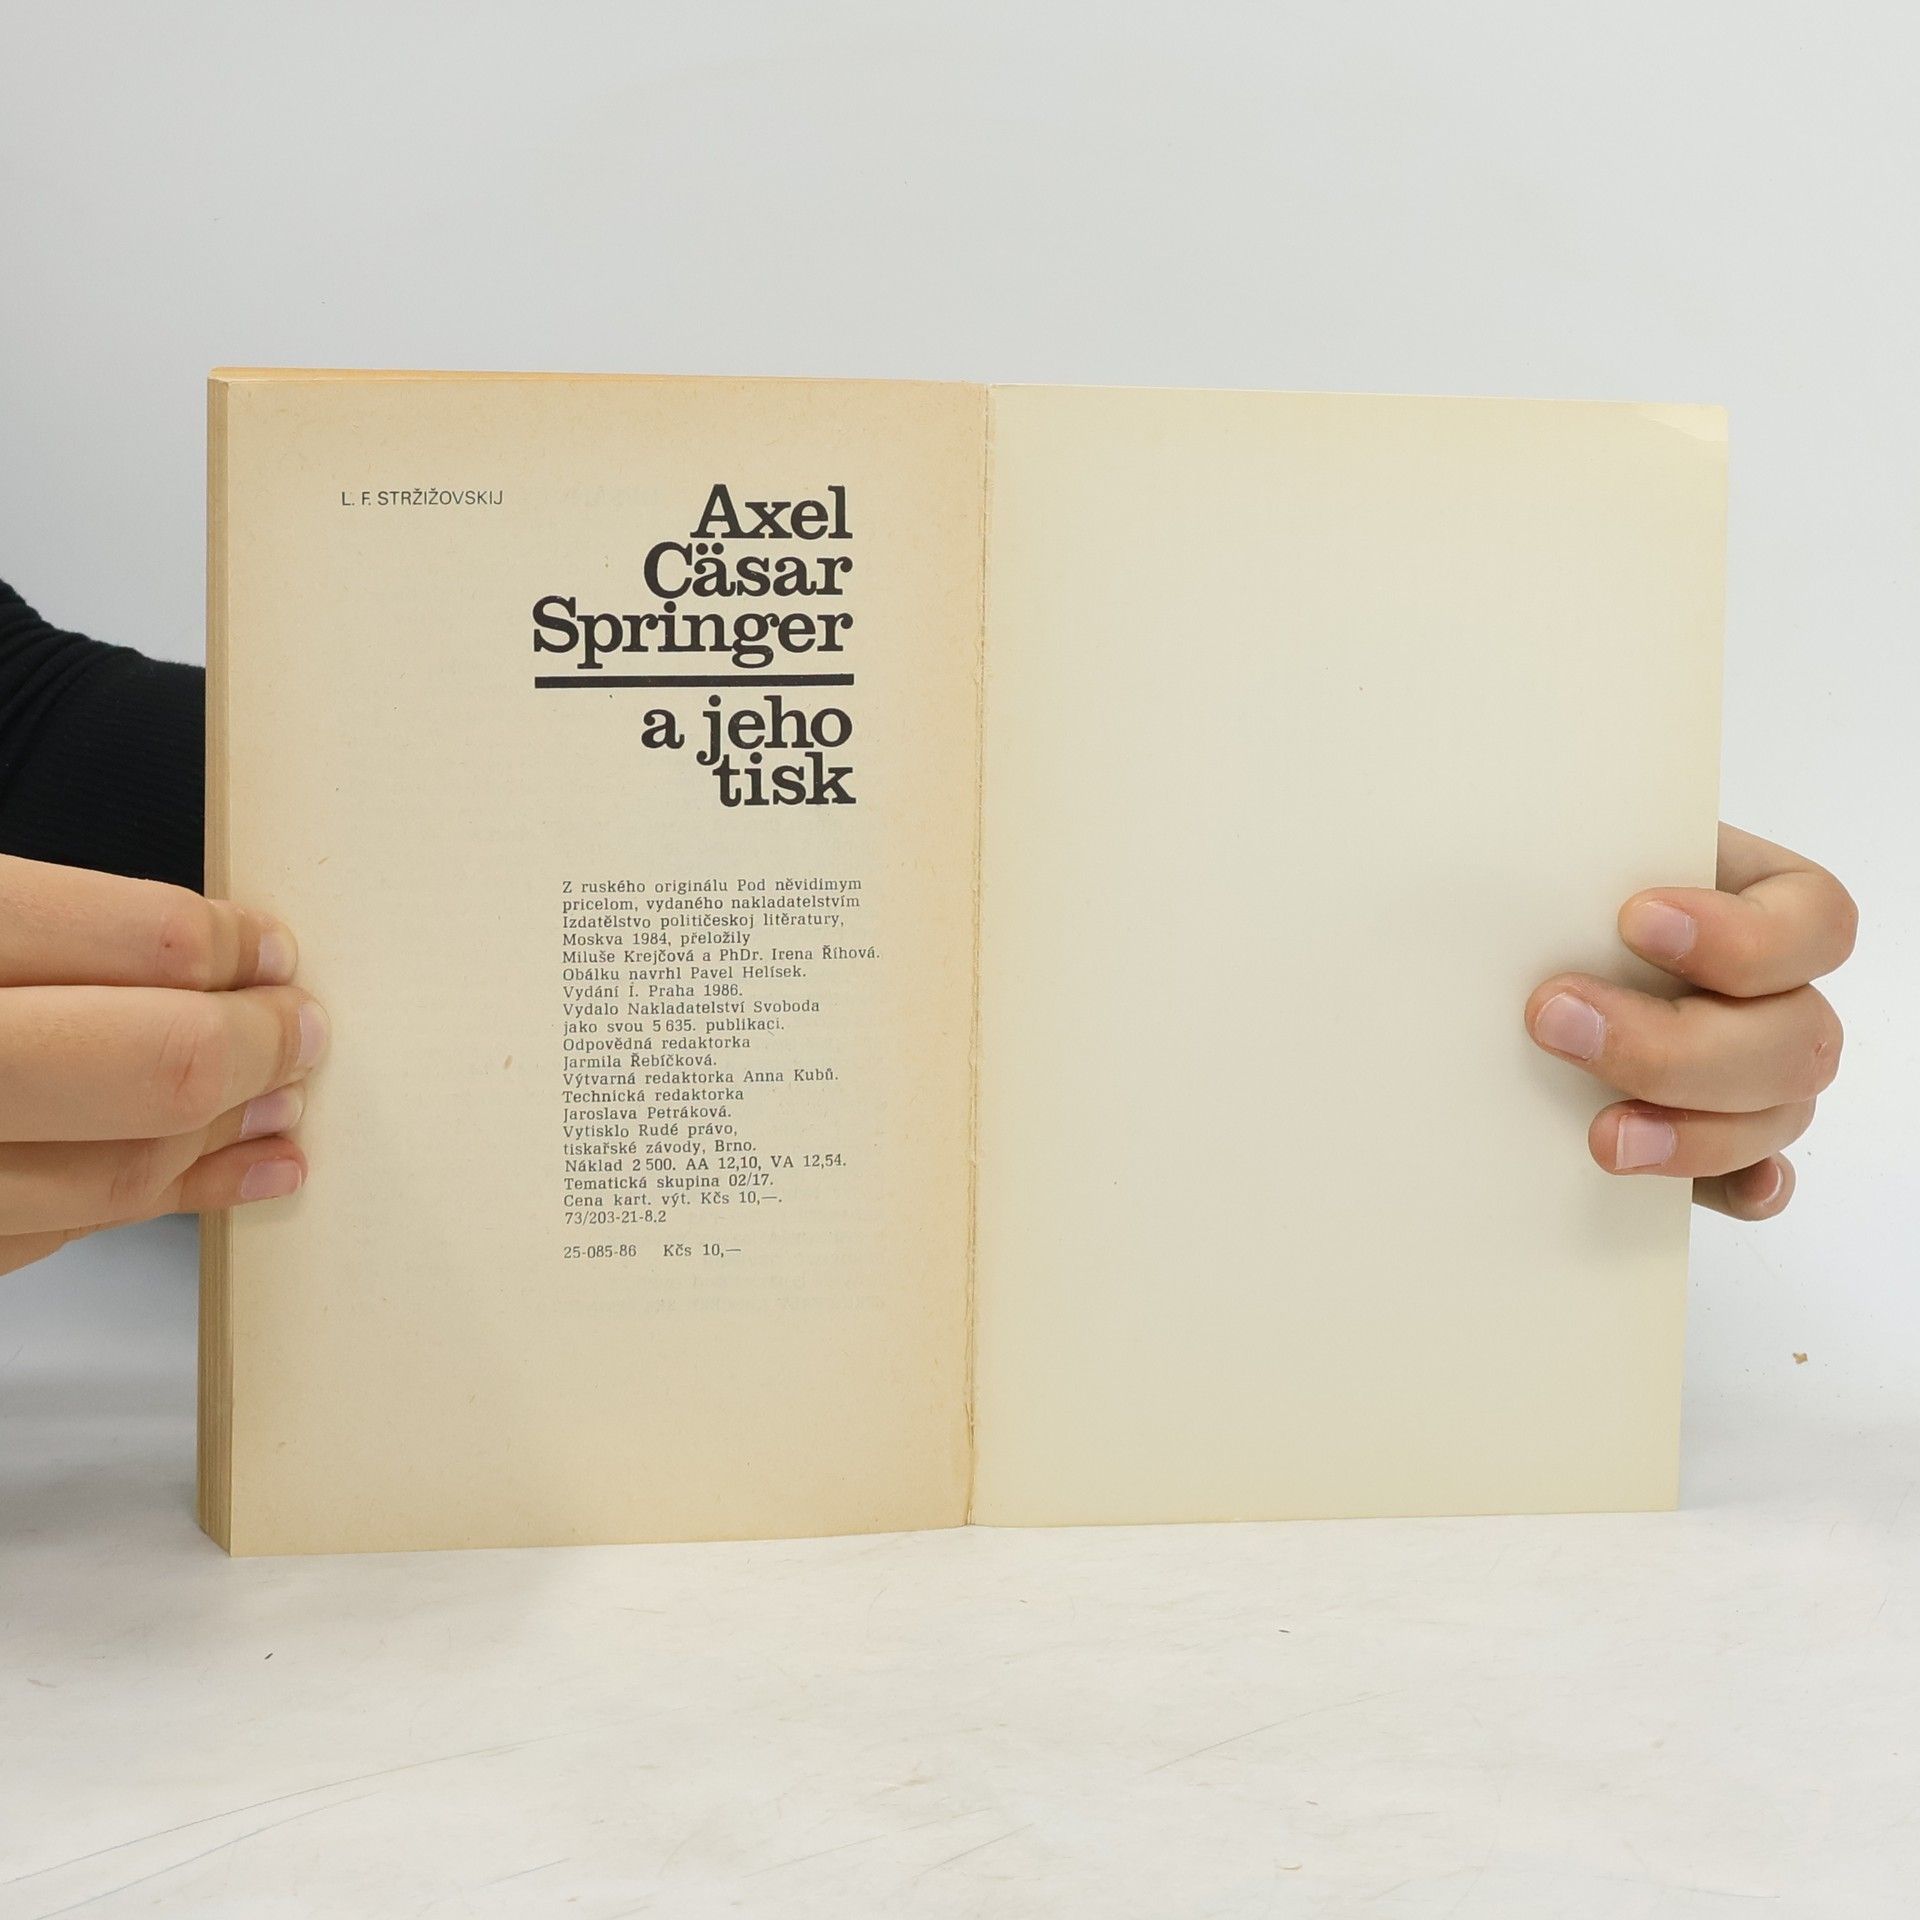 L. F. STRŽIŽOVSKIJ
Axel
Cäsar
Springer
a jeho
tisk
Z ruského originálu Podněvidimym
pricelom, vydaného nakladatelstvím
Izdatělstvo političeskoj litěratury,
Moskva 1984, přeložily
Miluše Krejčová a PhDr. Irena Říhová.
Obálku navrhl Pavel Helísek.
Vydání I. Praha 1986.
Vydalo Nakladatelství Svoboda
jako svou 5 635. publikaci.
Odpovědná redaktorka
Jarmila Řebíčková.
Výtvarná redaktorka Anna Kubů.
Technická redaktorka
Jaroslava Petráková.
Vytisklo Rudé právo,
tiskařské závody, Brno.
Náklad 2 500. AA 12,10, VA 12,54.
Tematická skupina 02/17.
Cena kart. výt. Kčs 10,—.
73/203-21-8.2
25-085-86 Kčs 10,—